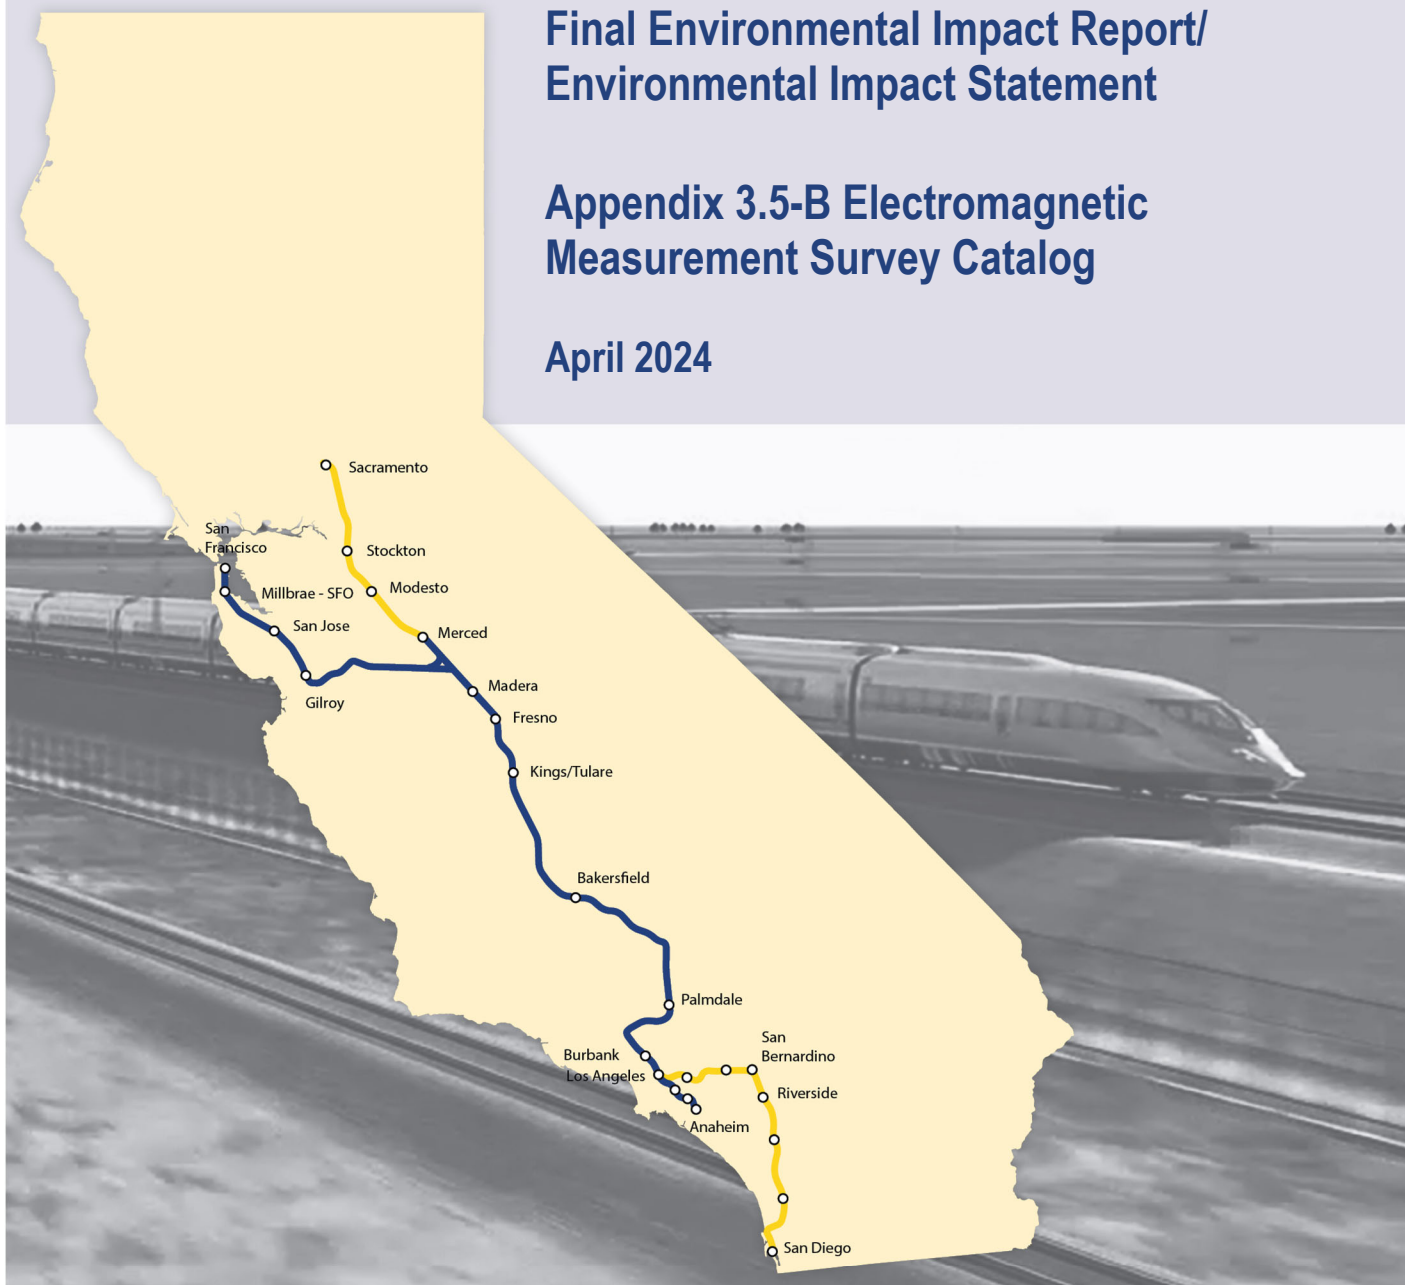 Final Environmental Impact Report/
Environmental Impact Statement
Appendix 3.5-B Electromagnetic
Measurement Survey Catalog
April 2024
Sacramento
San
Francisco
Stockton
Millbrae - SFO
Modesto
San Jose
Merced
Gilroy
Madera
Fresno
Kings/Tulare
Bakersfield
Palmdale
San
Bernardino
Burbank
Los Angeles
Riverside
Anaheim
San Diego